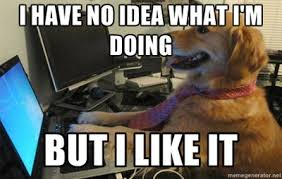 I HAVE NO IDEA WHAT I'M
DOING
BUT I LIKE IT
memegenerator.net